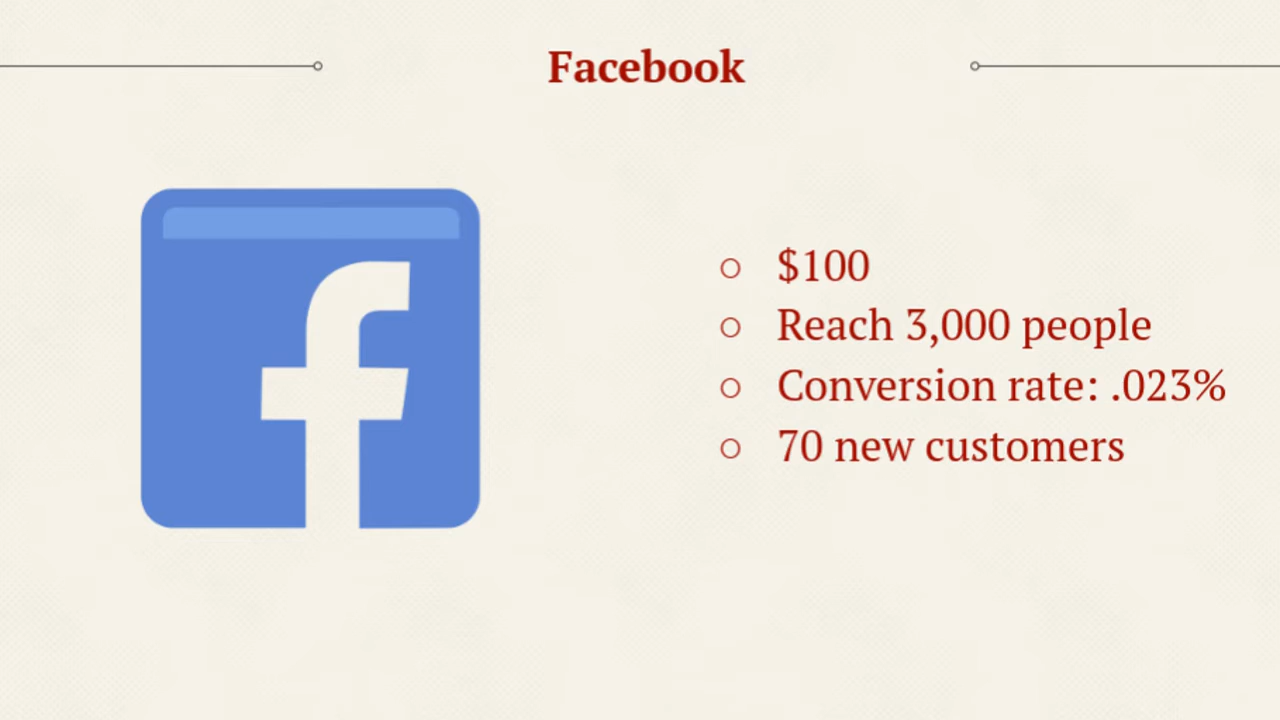 Facebook
$100
Reach 3,000 people
Conversion rate: .023%
70 new customers